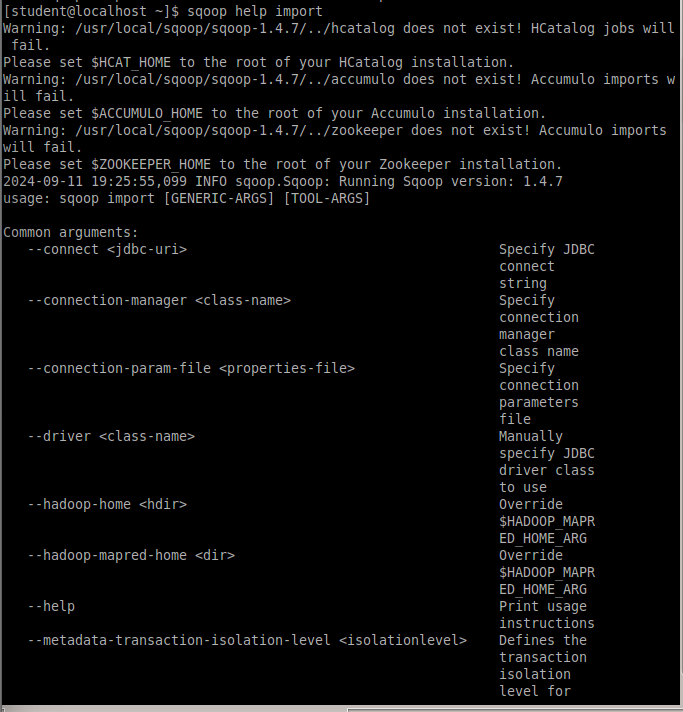 [student@localhost ~]$ sqoop help import
Warning: /usr/local/sqoop/sqoop-1.4.7/../hcatalog does not exist! HCatalog jobs will
 fail.
Please set $HCAT_HOME to the root of your HCatalog installation.
Warning: /usr/local/sqoop/sqoop-1.4.7/../accumulo does not exist! Accumulo imports w
ill fail.
Please set $ACCUMULO_HOME to the root of your Accumulo installation.
Warning: /usr/local/sqoop/sqoop-1.4.7/../zookeeper does not exist! Accumulo imports
will fail.
Please set $ZOOKEEPER_HOME to the root of your Zookeeper installation.
2024-09-11 19:25:55,099 INFO sqoop.Sqoop: Running Sqoop version: 1.4.7
usage: sqoop import [GENERIC-ARGS] [TOOL-ARGS]

Common arguments:
   --connect <jdbc-uri>                                       Specify JDBC
                                                              connect
                                                              string
   --connection-manager <class-name>                          Specify
                                                              connection
                                                              manager
                                                              class name
   --connection-param-file <properties-file>                  Specify
                                                              connection
                                                              parameters
                                                              file
   --driver <class-name>                                      Manually
                                                              specify JDBC
                                                              driver class
                                                              to use
   --hadoop-home <hdir>                                       Override
                                                              $HADOOP_MAPR
                                                              ED_HOME_ARG
   --hadoop-mapred-home <dir>                                 Override
                                                              $HADOOP_MAPR
                                                              ED_HOME_ARG
   --help                                                     Print usage
                                                              instructions
   --metadata-transaction-isolation-level <isolationlevel>    Defines the
                                                              transaction
                                                              isolation
                                                              level for